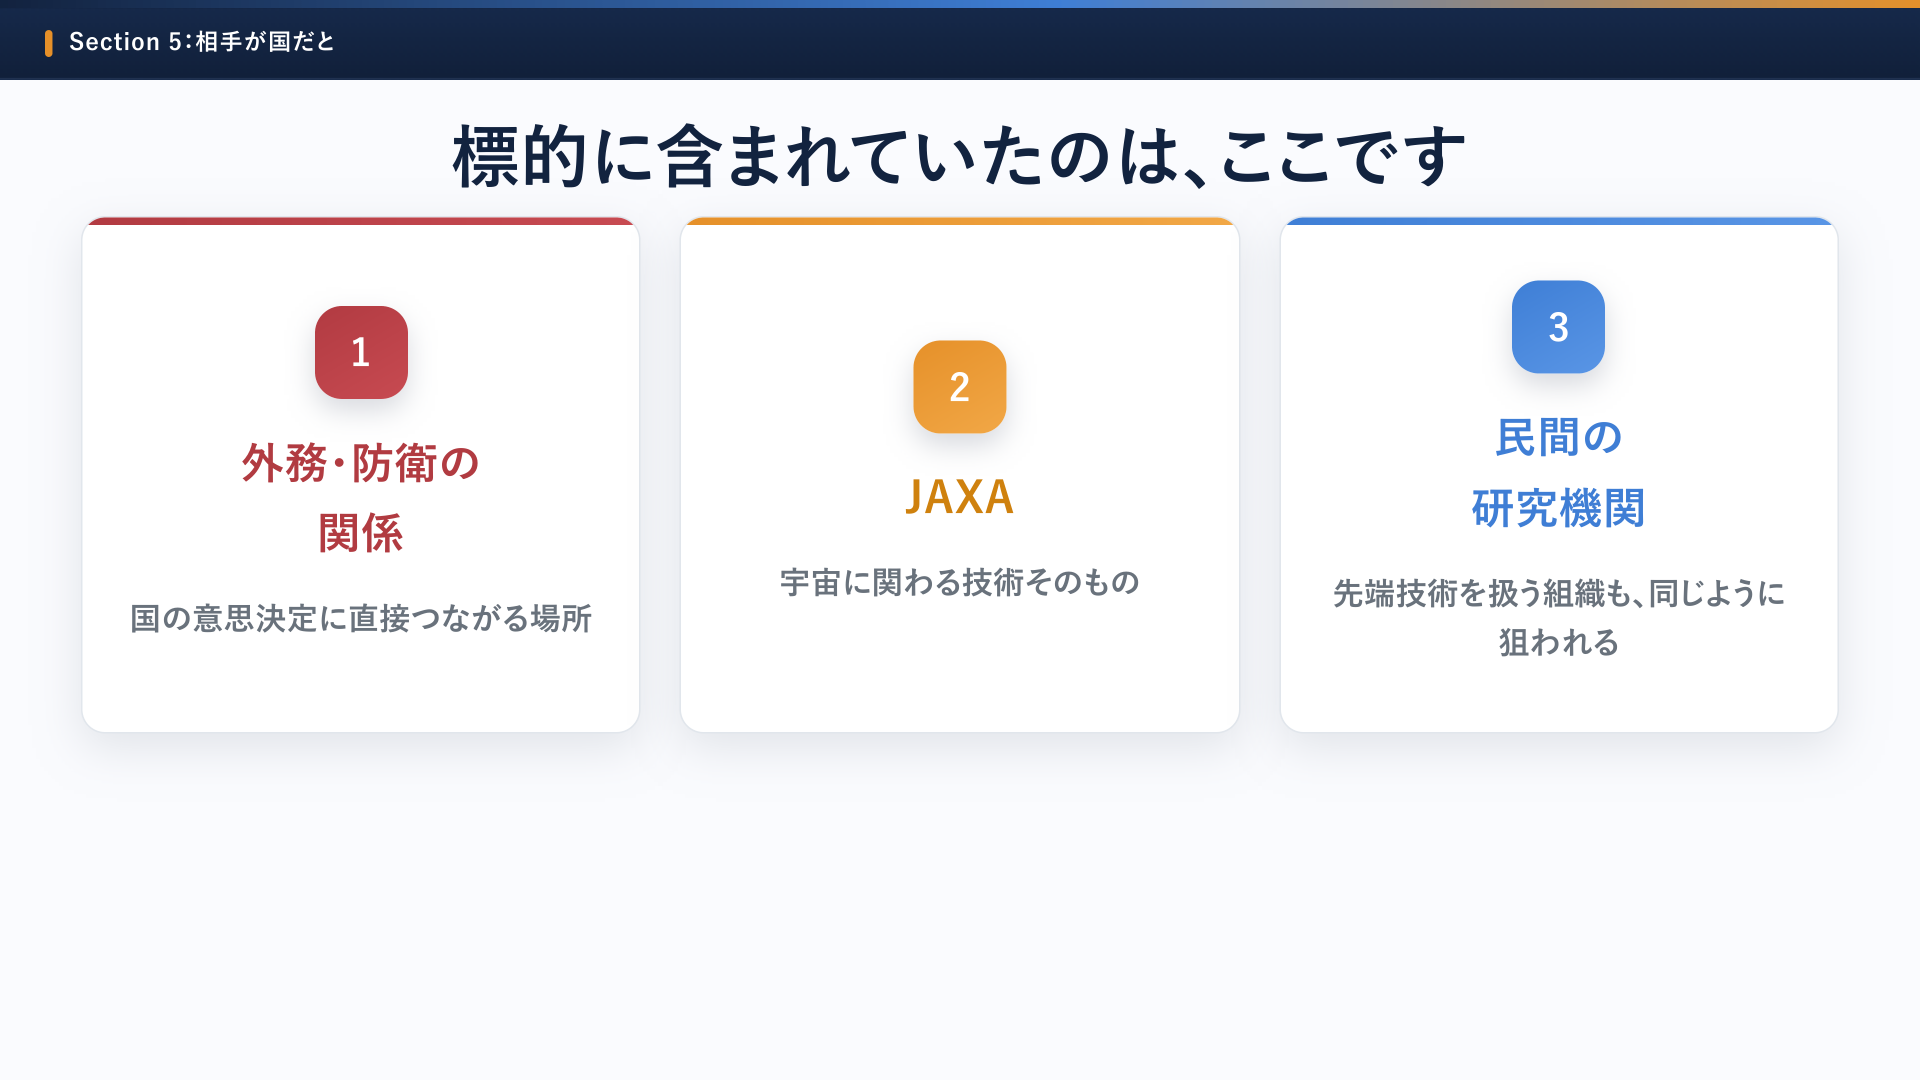 Section 5：相手が国だと
標的に含まれていたのは、ここです
1
外務・防衛の
関係
国の意思決定に直接つながる場所
2
JAXA
宇宙に関わる技術そのもの
3
民間の
研究機関
先端技術を扱う組織も、同じように
狙われる